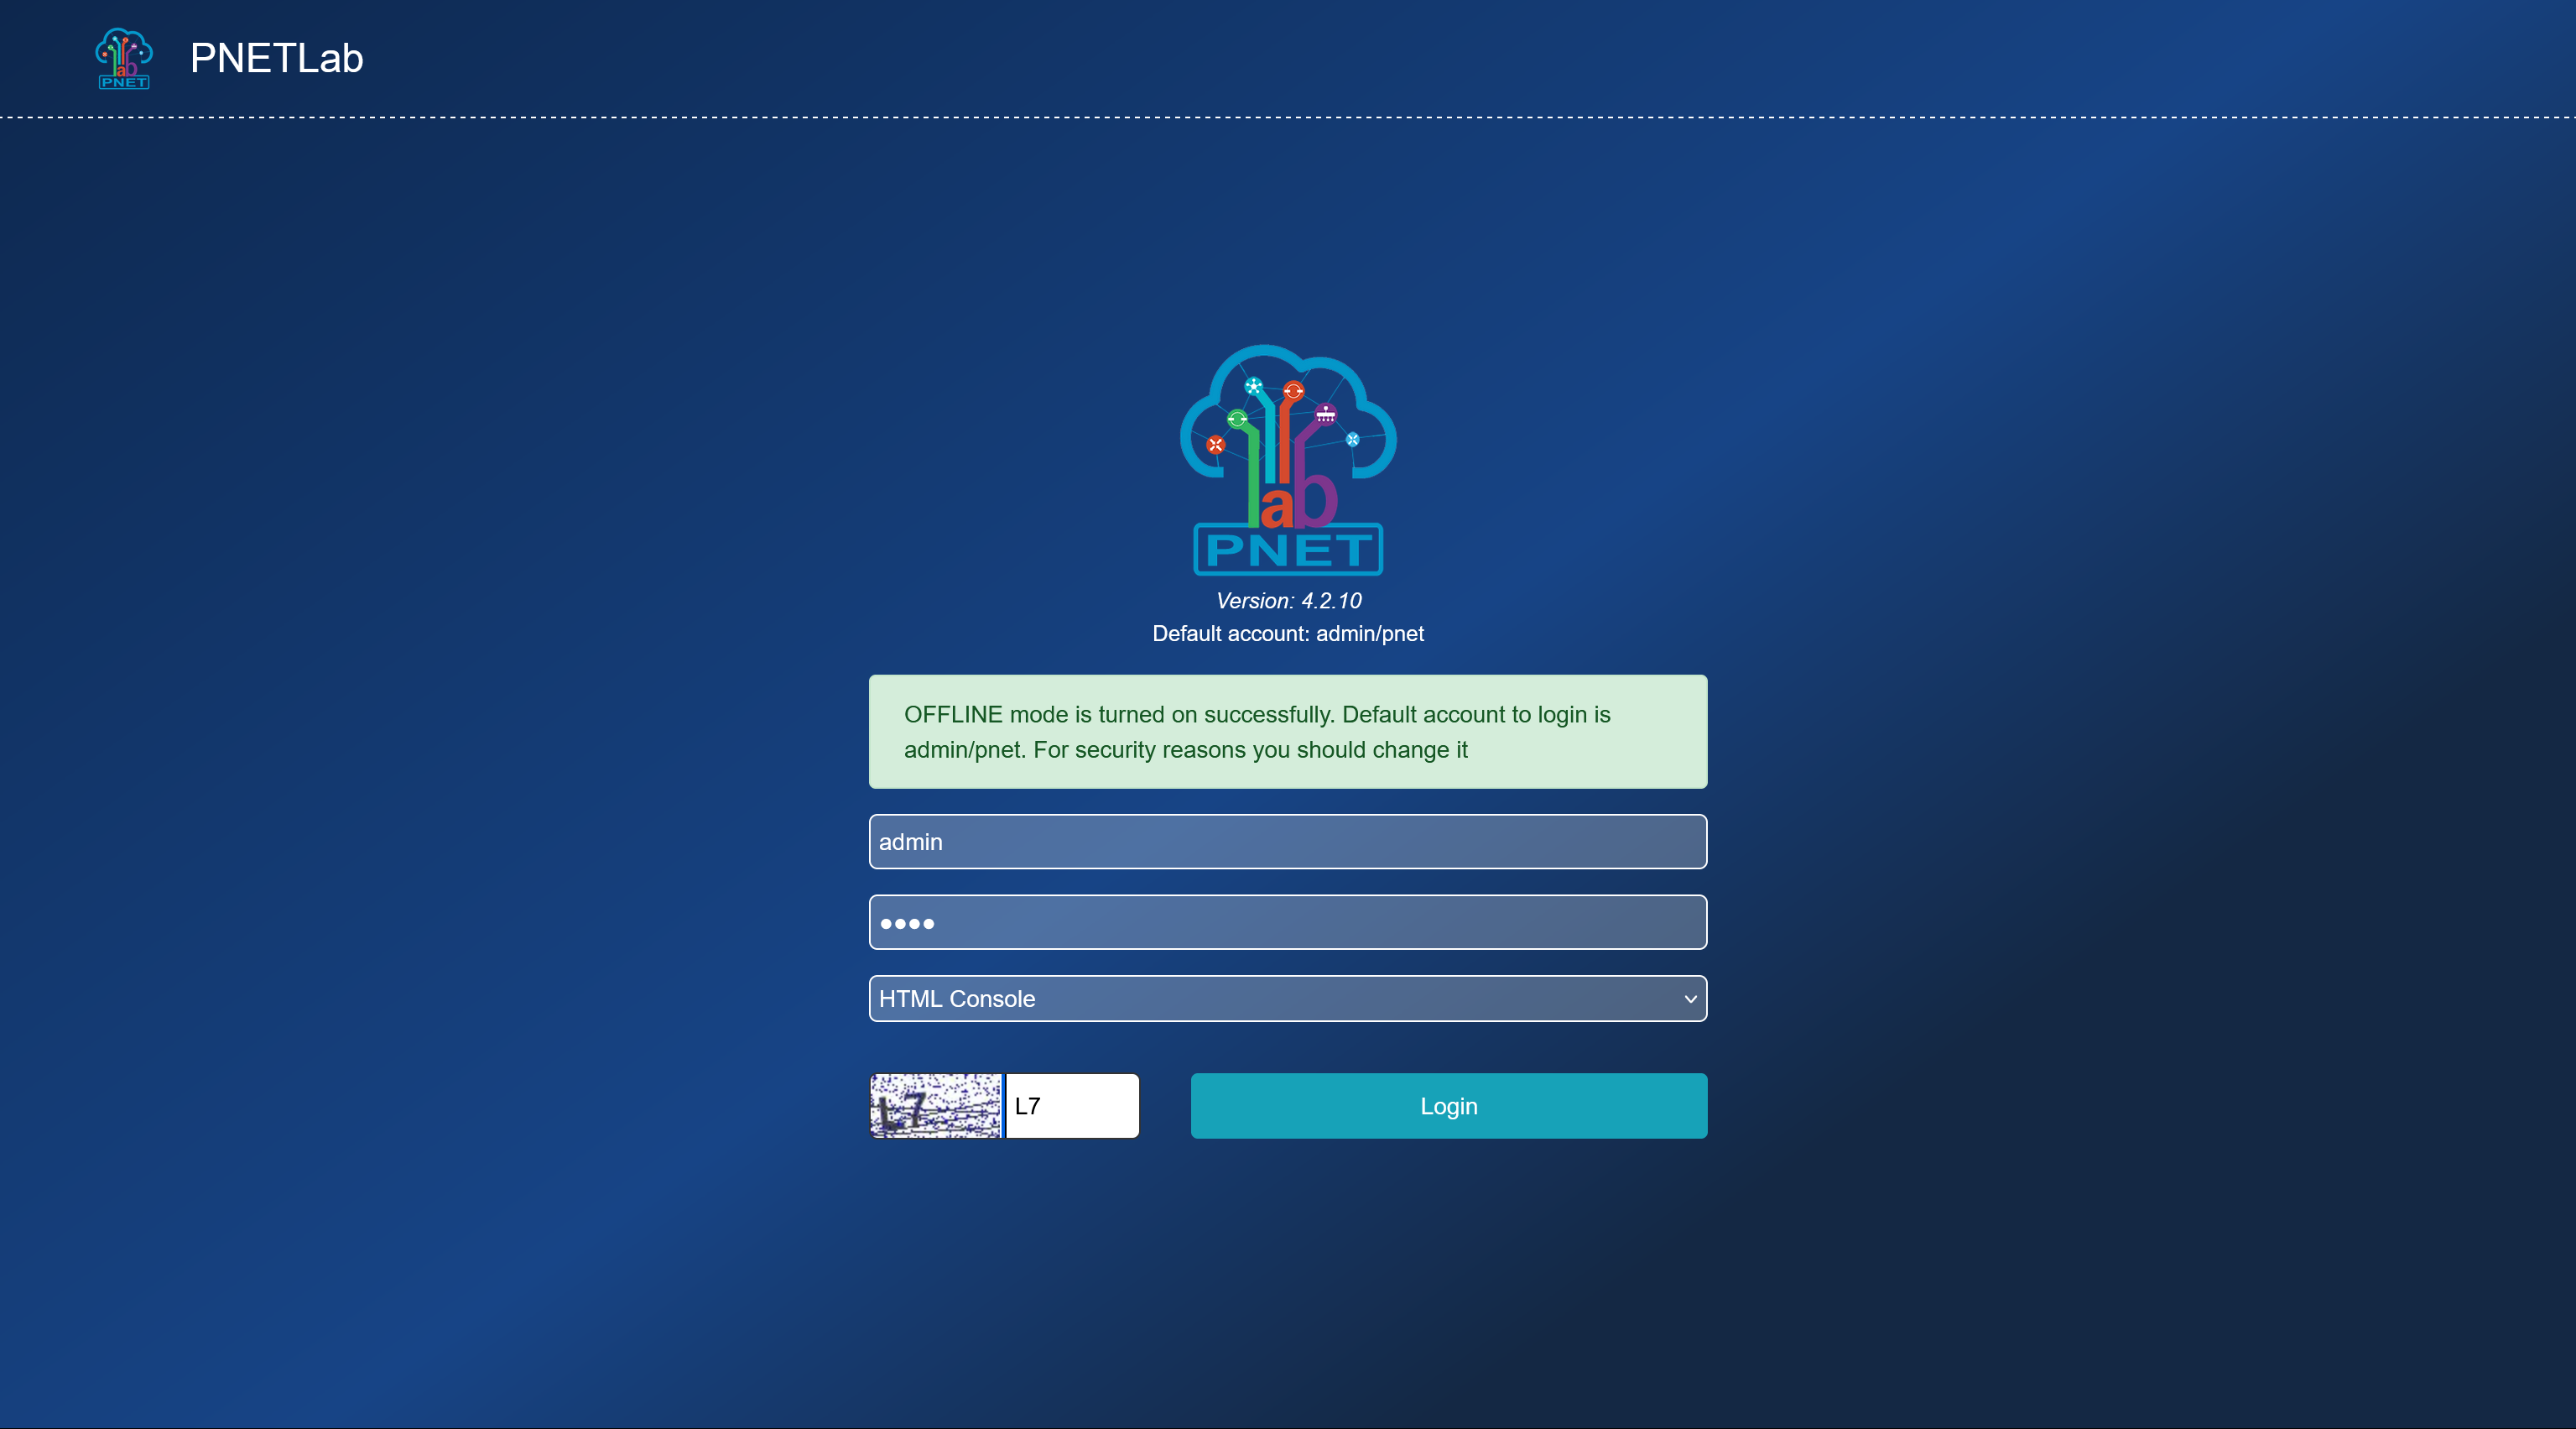 PNET
lab
PNETLab
lab
PNET
Version: 4.2.10
Default account: admin/pnet
OFFLINE mode is turned on successfully. Default account to login is
admin/pnet. For security reasons you should change it
admin
●●●●
HTML Console
L7
L7
Login